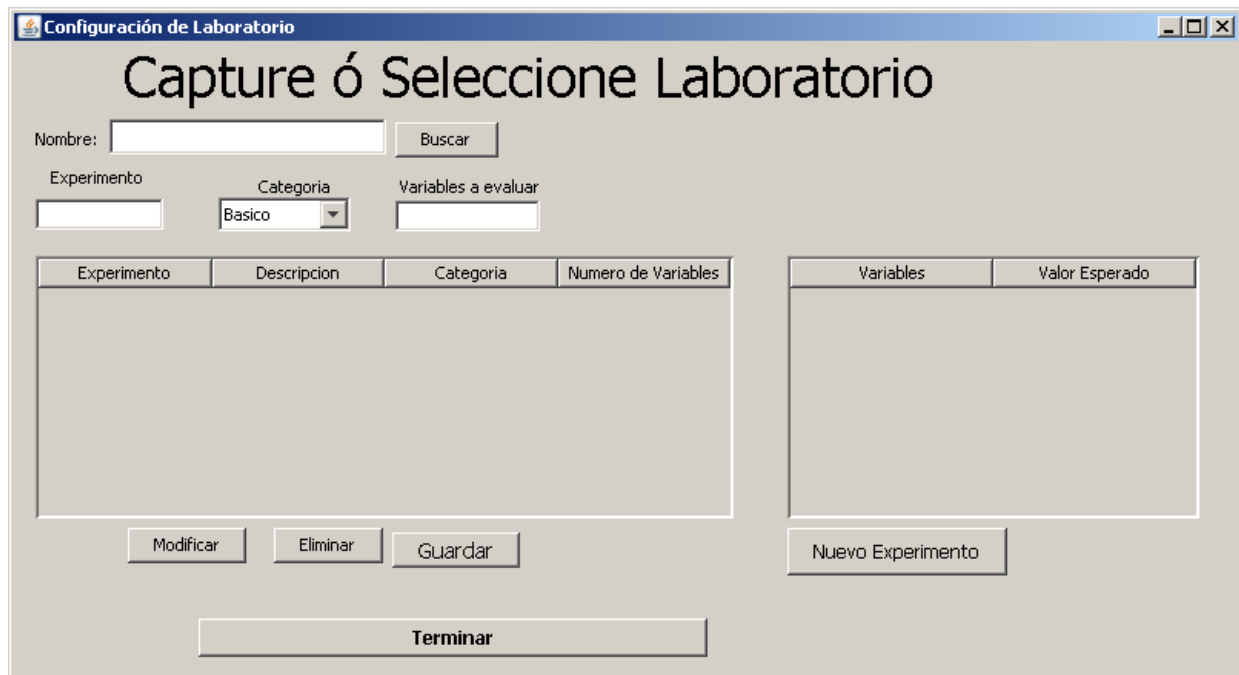 Configuración de Laboratorio
Capture ó Seleccione Laboratorio
Nombre: Buscar
Experimento Categoria Variables a evaluar
Basico
Experimento Descripcion Categoria Numero de Variables Variables Valor Esperado
Modificar Eliminar Guardar Nuevo Experimento
Terminar